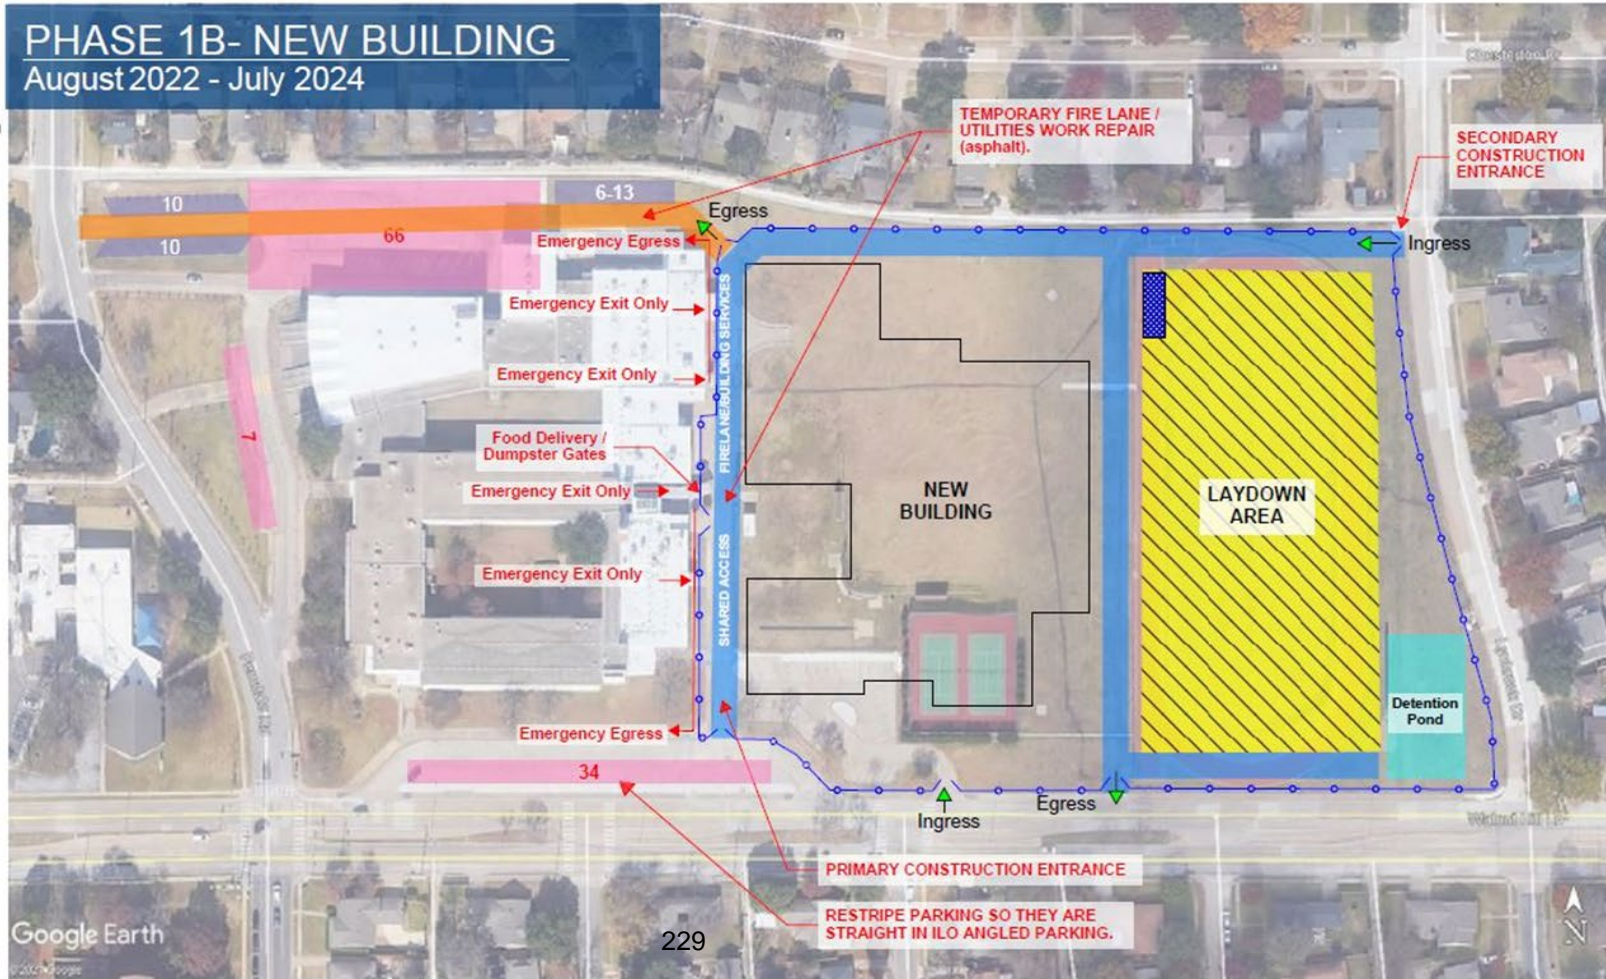 PHASE 1B- NEW BUILDING
August 2022 - July 2024
TEMPORARY FIRE LANE /
UTILITIES WORK REPAIR
(asphalt).
SECONDARY
CONSTRUCTION
ENTRANCE
10
10
66
6-13
Egress
Ingress
Emergency Egress
Emergency Exit Only
Emergency Exit Only
Food Delivery /
Dumpster Gates
Emergency Exit Only
Emergency Exit Only
Emergency Egress
SHARED ACCESS
FIRELANE/BUILDING SERVICES
7
NEW
BUILDING
LAYDOWN
AREA
Detention
Pond
34
Ingress
Egress
Walnut Hill Ln
PRIMARY CONSTRUCTION ENTRANCE
RESTRIPE PARKING SO THEY ARE
STRAIGHT IN ILO ANGLED PARKING.
Google Earth
229
N